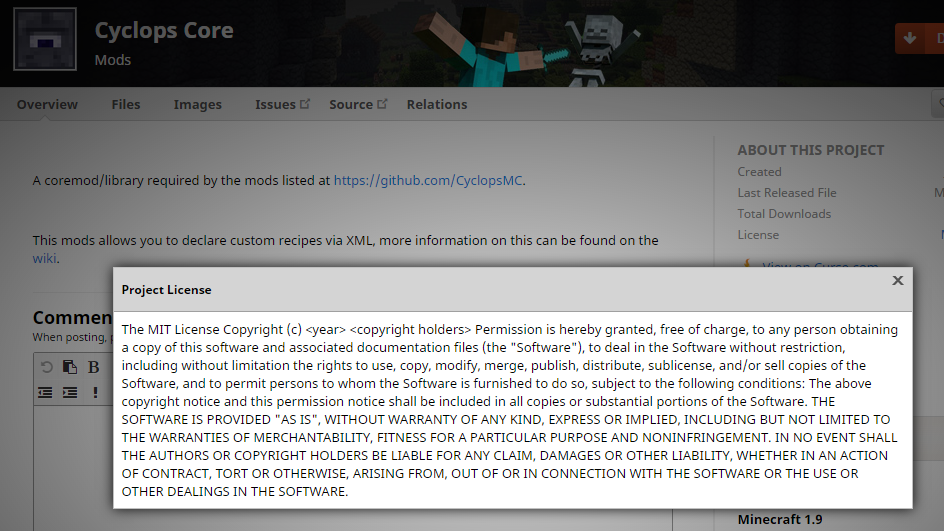 Cyclops Core
Mods
Overview Files Images Issues Source Relations
A coremod/library required by the mods listed at https://github.com/CyclopsMC.
This mods allows you to declare custom recipes via XML, more information on this can be found on the
wiki.
ABOUT THIS PROJECT
Created
Last Released File
Total Downloads
License
View on Curse.com
Project License
The MIT License Copyright (c) <year> <copyright holders> Permission is hereby granted, free of charge, to any person obtaining
a copy of this software and associated documentation files (the "Software"), to deal in the Software without restriction,
including without limitation the rights to use, copy, modify, merge, publish, distribute, sublicense, and/or sell copies of the
Software, and to permit persons to whom the Software is furnished to do so, subject to the following conditions: The above
copyright notice and this permission notice shall be included in all copies or substantial portions of the Software. THE
SOFTWARE IS PROVIDED "AS IS", WITHOUT WARRANTY OF ANY KIND, EXPRESS OR IMPLIED, INCLUDING BUT NOT LIMITED TO
THE WARRANTIES OF MERCHANTABILITY, FITNESS FOR A PARTICULAR PURPOSE AND NONINFRINGEMENT. IN NO EVENT SHALL
THE AUTHORS OR COPYRIGHT HOLDERS BE LIABLE FOR ANY CLAIM, DAMAGES OR OTHER LIABILITY, WHETHER IN AN ACTION
OF CONTRACT, TORT OR OTHERWISE, ARISING FROM, OUT OF OR IN CONNECTION WITH THE SOFTWARE OR THE USE OR
OTHER DEALINGS IN THE SOFTWARE.
Commen
When posting,
B
Minecraft 1.9